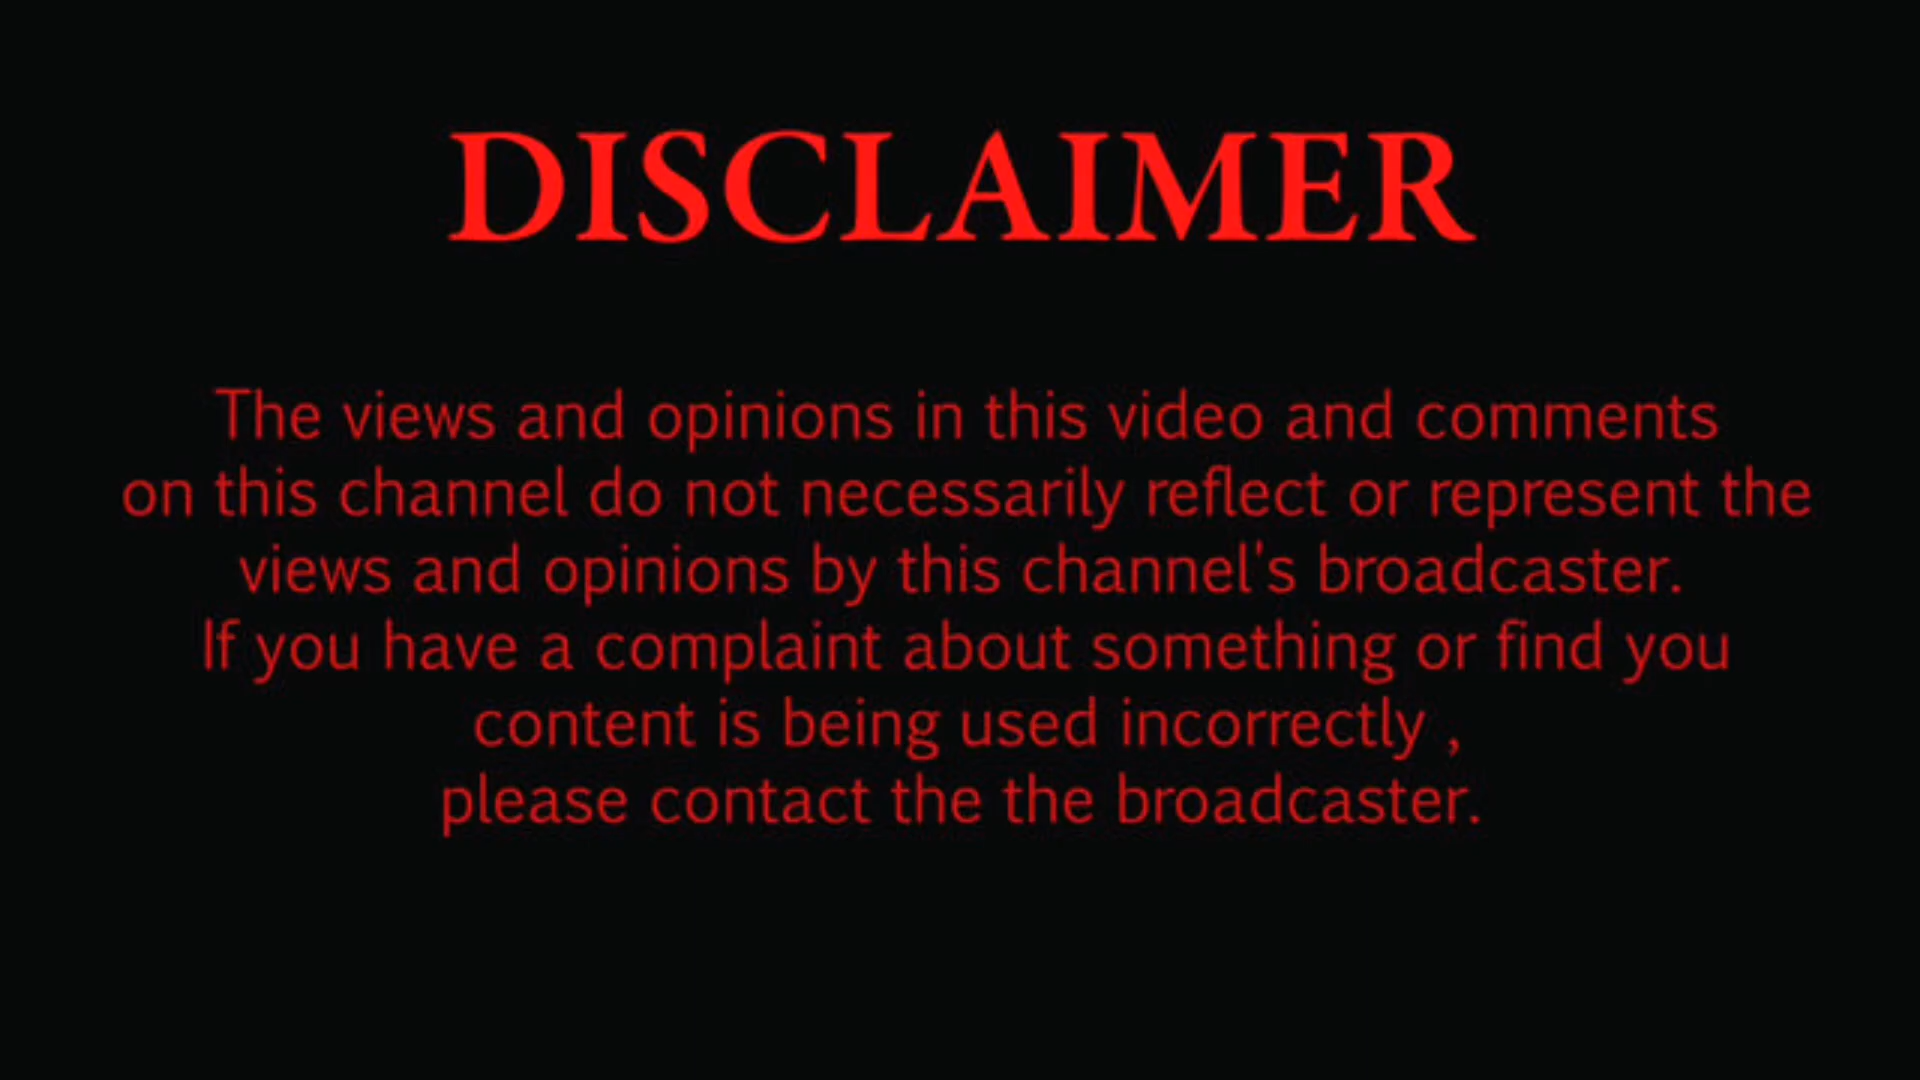 DISCLAIMER
The views and opinions in this video and comments
on this channel do not necessarily reflect or represent the
views and opinions by this channel's broadcaster.
If you have a complaint about something or find you
content is being used incorrectly ,
please contact the the broadcaster.